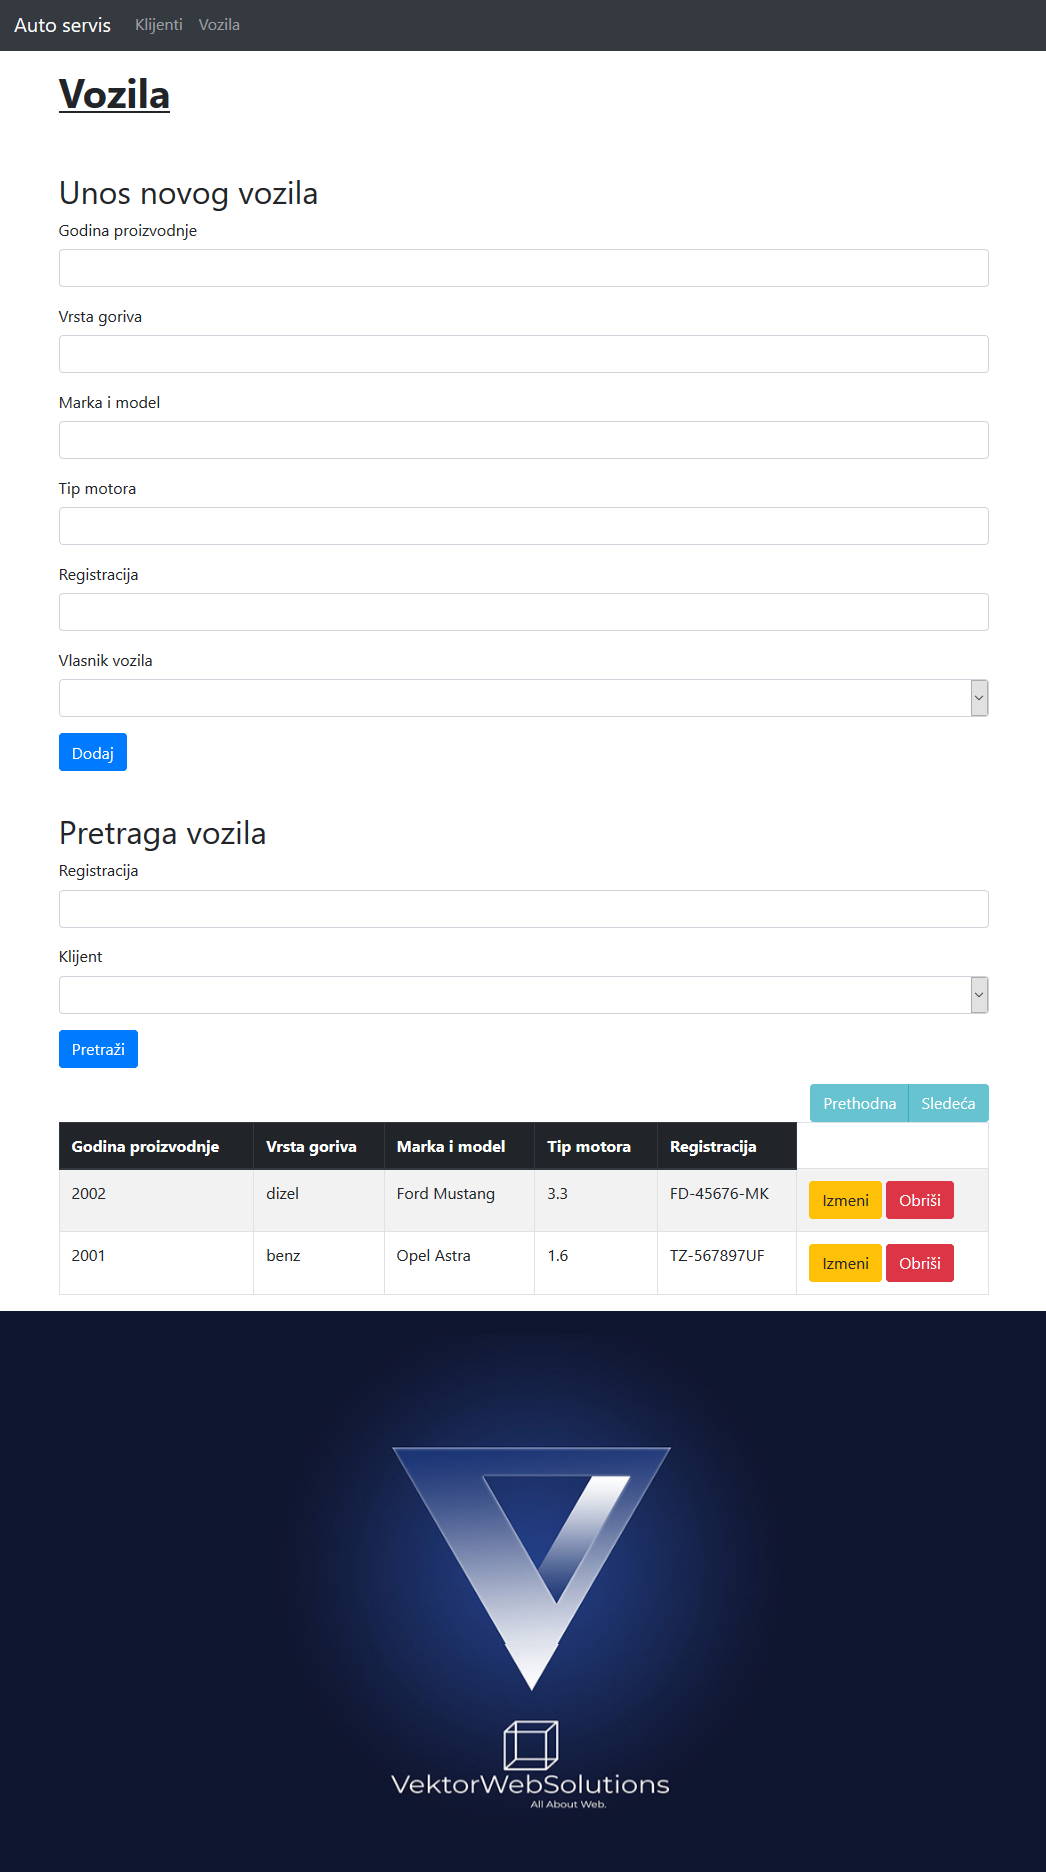 Auto servis Klijenti Vozila
Vozila
Unos novog vozila
Godina proizvodnje
Vrsta goriva
Marka i model
Tip motora
Registracija
Vlasnik vozila
Dodaj
Pretraga vozila
Registracija
Klijent
Pretraži
Prethodna Sledeća
Godina proizvodnje Vrsta goriva Marka i model Tip motora Registracija
2002 dizel Ford Mustang 3.3 FD-45676-MK Izmeni Obriši
2001 benz Opel Astra 1.6 TZ-567897UF Izmeni Obriši
VektorWebSolutions
All About Web.